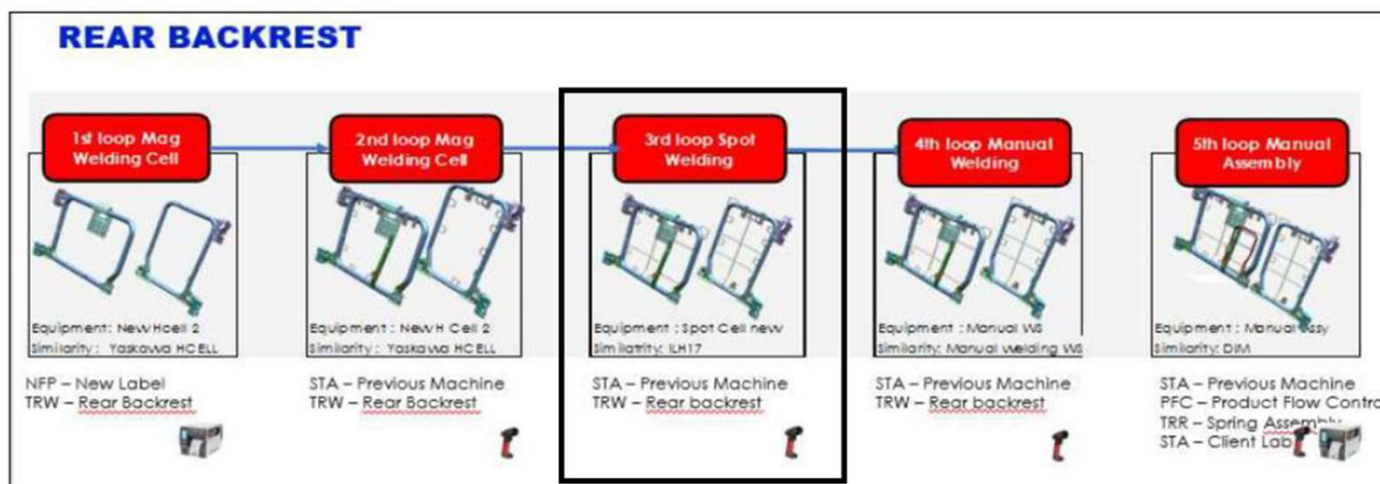 REAR BACKREST
1st loop Mag
Welding Cell
2nd loop Mag
Welding Cell
3rd loop Spot
Welding
4th loop Manual
Welding
5th loop Manual
Assembly
Equipment : New Hcell 2
Similarity : Yaskawa HCELL
Equipment : New H Cell 2
Similarity : Yaskawa HCELL
Equipment : Spot Cell new
Similatrity: ILH17
Equipment : Manual WS
Similarity: Manual welding WS
Equipment : Manual Assy
Similarity: DIM
NFP – New Label
TRW – Rear Backrest
STA – Previous Machine
TRW – Rear Backrest
STA – Previous Machine
TRW – Rear backrest
STA – Previous Machine
TRW – Rear backrest
STA – Previous Machine
PFC – Product Flow Contro
TRR – Spring Assembly
STA – Client Lab